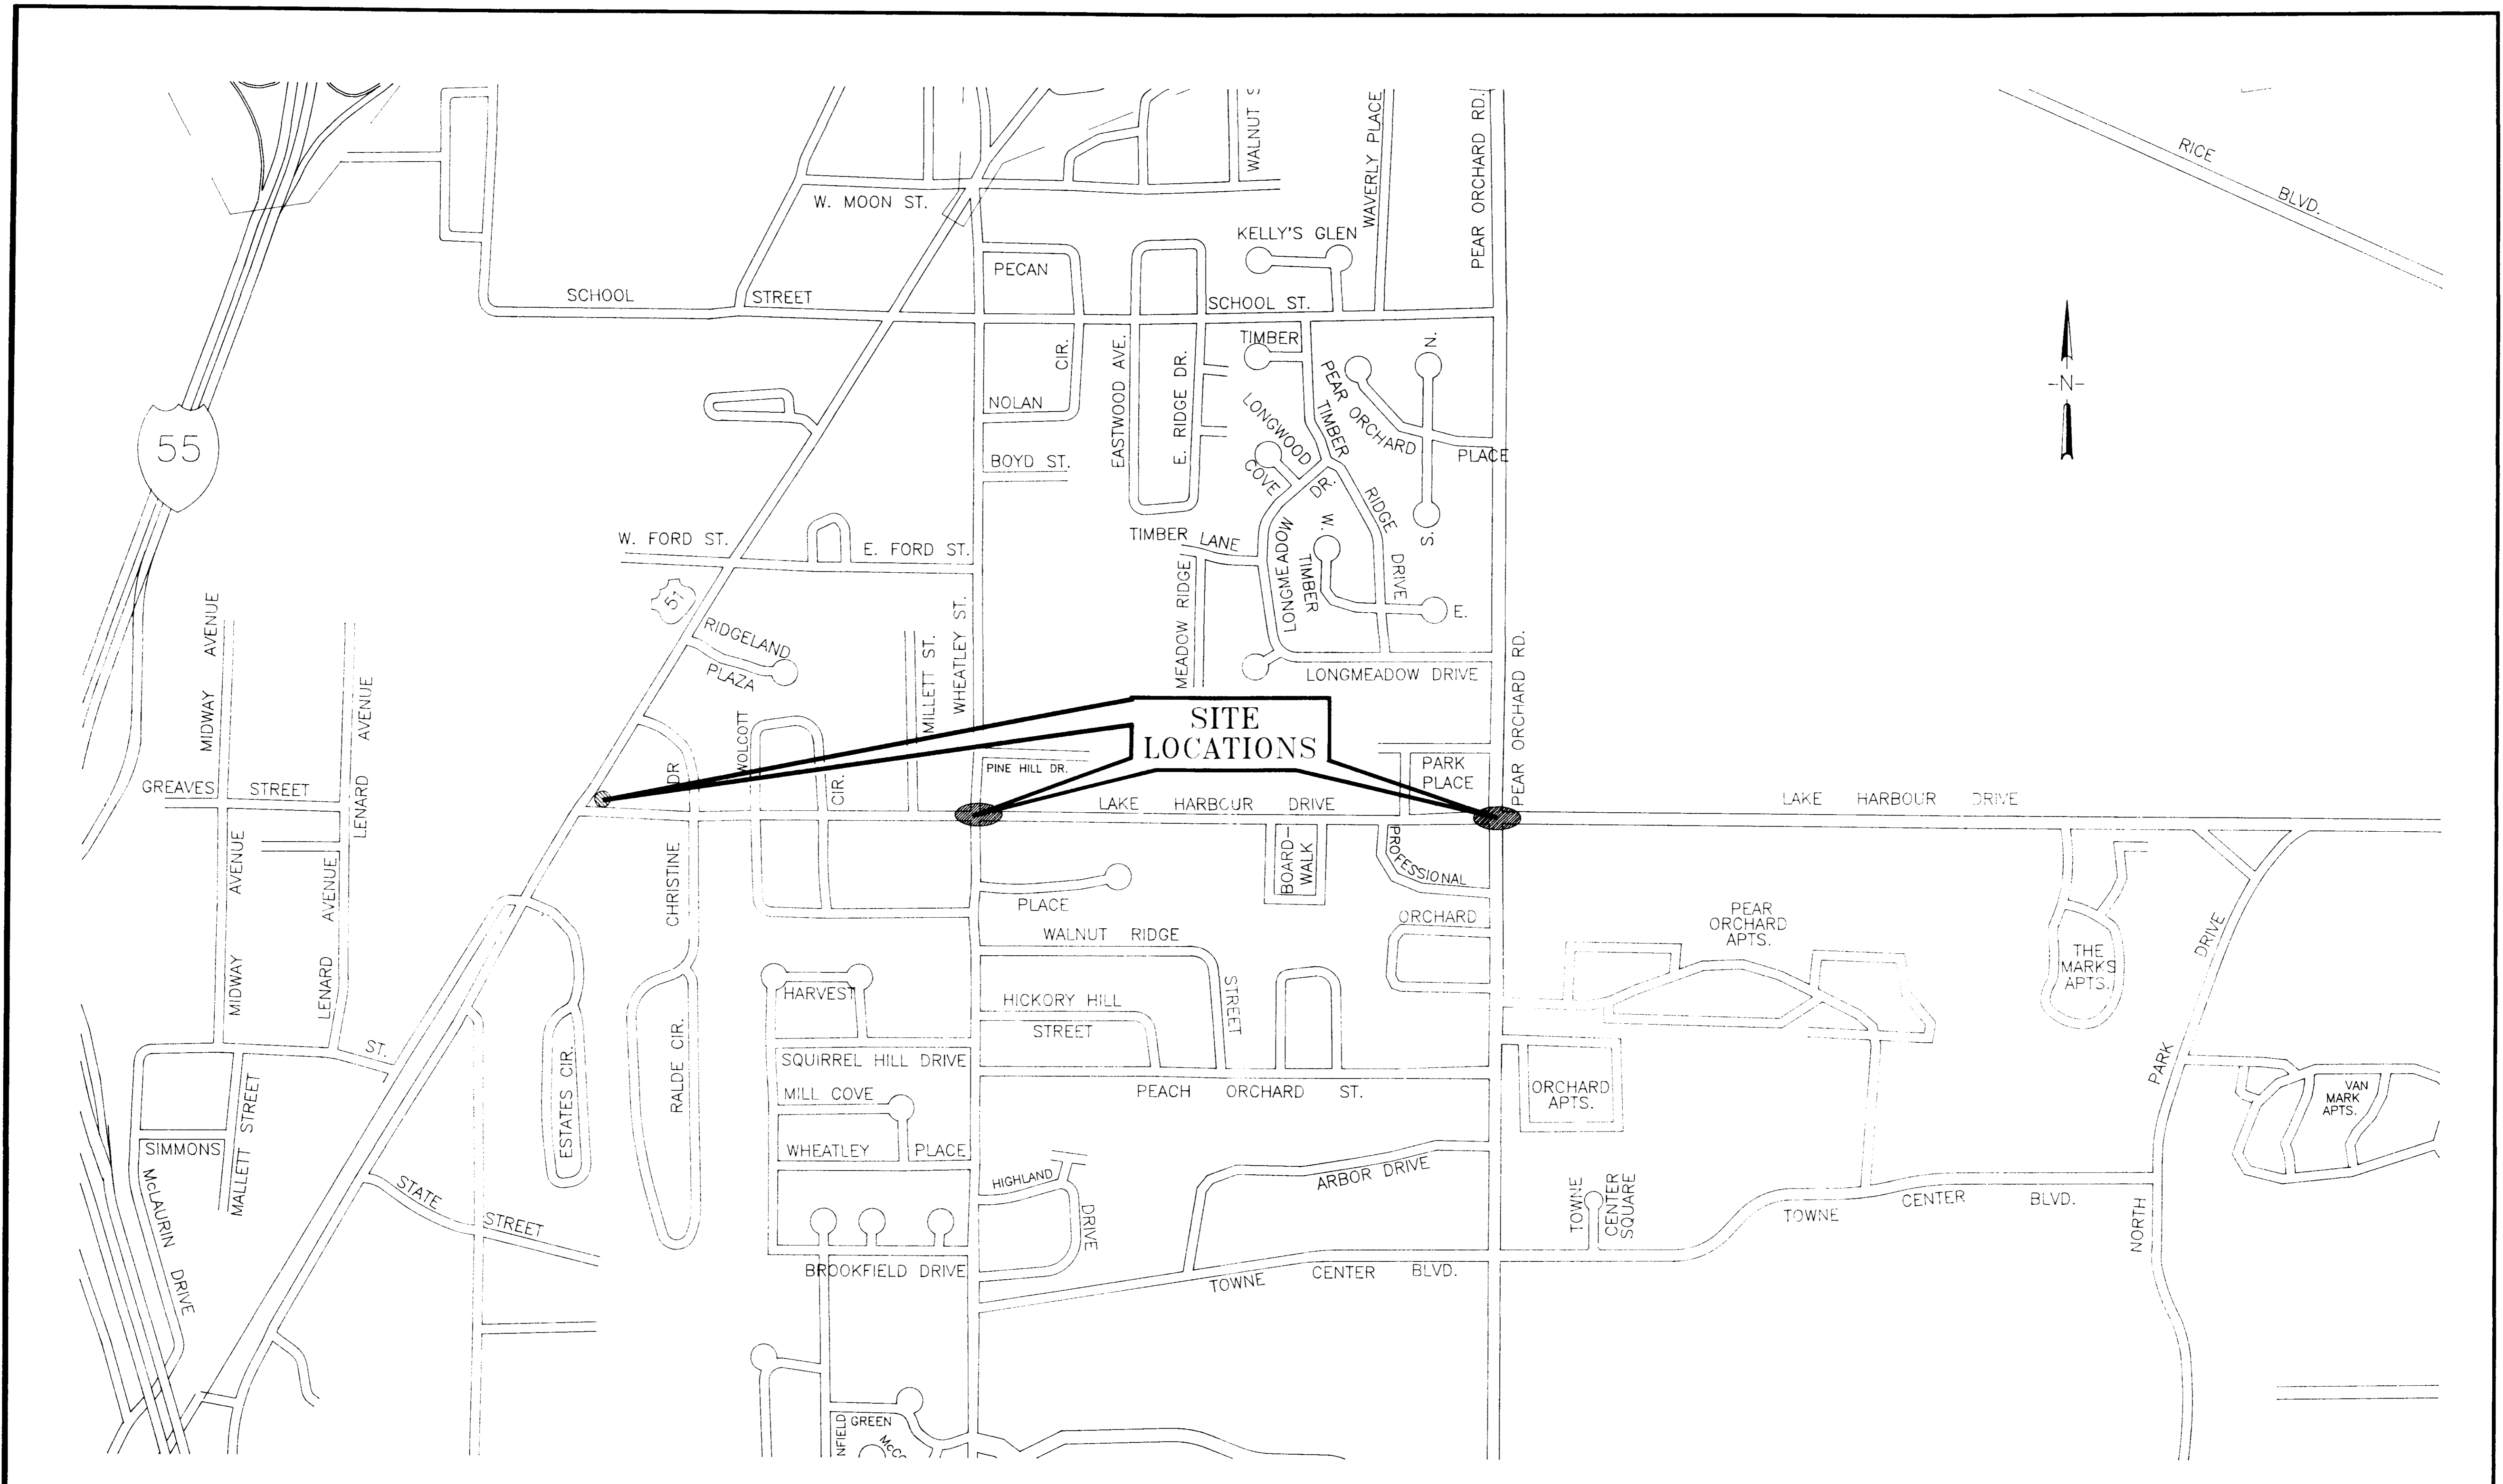 WALNUT
WAVERLY PLACE
PEAR ORCHARD RD.
RICE
BLVD.
W. MOON ST.
KELLY'S GLEN
PECAN
SCHOOL
STREET
SCHOOL ST.
TIMBER
N.
CIR.
EASTWOOD AVE.
E. RIDGE DR.
PEAR ORCHARD
PLACE
-N-
NOLAN
LONGWOOD
COVE
TIMBER
RIDGE
DRIVE
55
BOYD ST.
DR.
S.
W. FORD ST.
E. FORD ST.
TIMBER LANE
LONGMEADOW
W.
TIMBER
E.
51
MIDWAY AVENUE
RIDGELAND
PLAZA
MILLETT ST.
WHEATLEY ST.
MEADOW RIDGE
LONGMEADOW DRIVE
PEAR ORCHARD RD.
LENARD AVENUE
WOLCOTT
CIR.
SITE
LOCATIONS
DR
PINE HILL DR.
PARK
PLACE
GREAVES STREET
LAKE HARBOUR DRIVE
LAKE HARBOUR DRIVE
MIDWAY AVENUE
LENARD AVENUE
CHRISTINE
BOARD-
WALK
PROFESSIONAL
PLACE
ORCHARD
WALNUT RIDGE
STREET
PEAR
ORCHARD
APTS.
THE
MARKS
APTS.
DRIVE
HARVEST
HICKORY HILL
STREET
ST.
ESTATES CIR.
RALDE CIR.
SQUIRREL HILL DRIVE
MILL COVE
PEACH ORCHARD ST.
ORCHARD
APTS.
PARK
VAN
MARK
APTS.
SIMMONS
MALLETT STREET
WHEATLEY PLACE
McLAURIN DRIVE
STATE
STREET
HIGHLAND
DRIVE
ARBOR DRIVE
TOWNE
CENTER
SQUARE
TOWNE CENTER BLVD.
NORTH
BROOKFIELD DRIVE
TOWNE CENTER BLVD.
NFIELD
GREEN